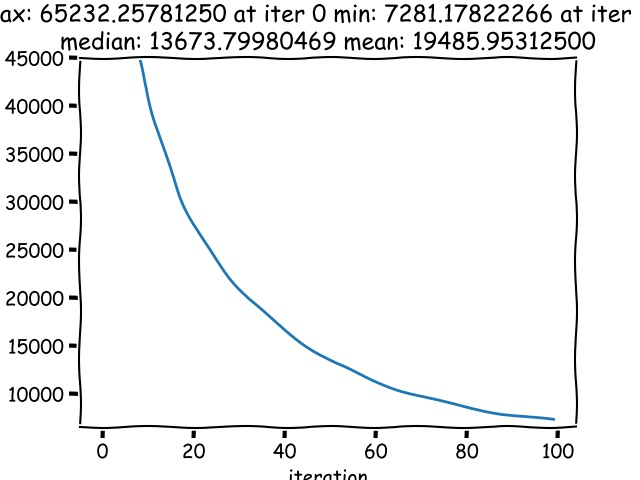 ax: 65232.25781250 at iter 0 min: 7281.17822266 at iter
median: 13673.79980469 mean: 19485.95312500
45000
40000
35000
30000
25000
20000
15000
10000
0 20 40 60 80 100
iteration